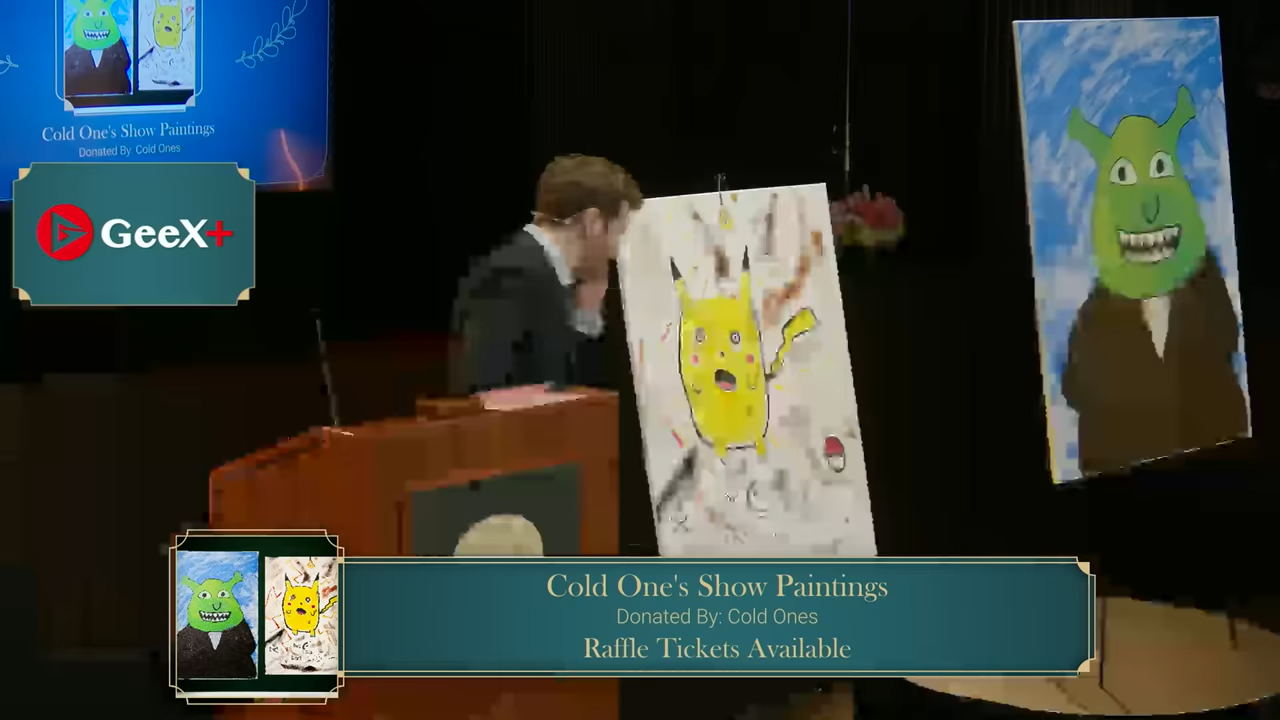 Cold One's Show Paintings
Donated By: Cold Ones
GeeX+
Cold One's Show Paintings
Donated By: Cold Ones
Raffle Tickets Available